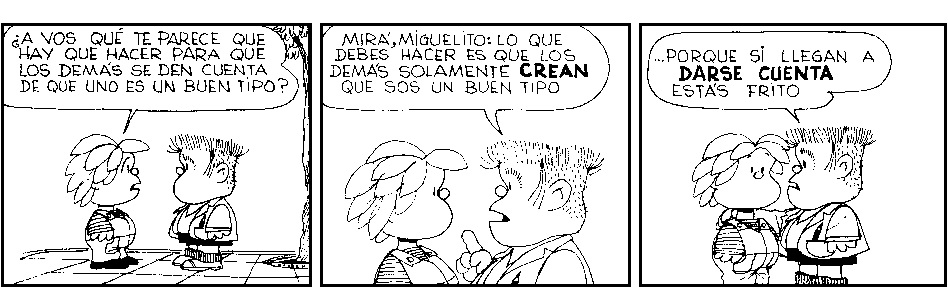 ¿A VOS QUÉ TE PARECE QUE
HAY QUE HACER PARA QUE
LOS DEMÁS SE DEN CUENTA
DE QUE UNO ES UN BUEN TIPO?
MIRÁ, MIGUELITO: LO QUE
DEBES HACER ES QUE LOS
DEMÁS SOLAMENTE CREAN
QUE SOS UN BUEN TIPO
...PORQUE SI LLEGAN A
DARSE CUENTA
ESTÁS FRITO